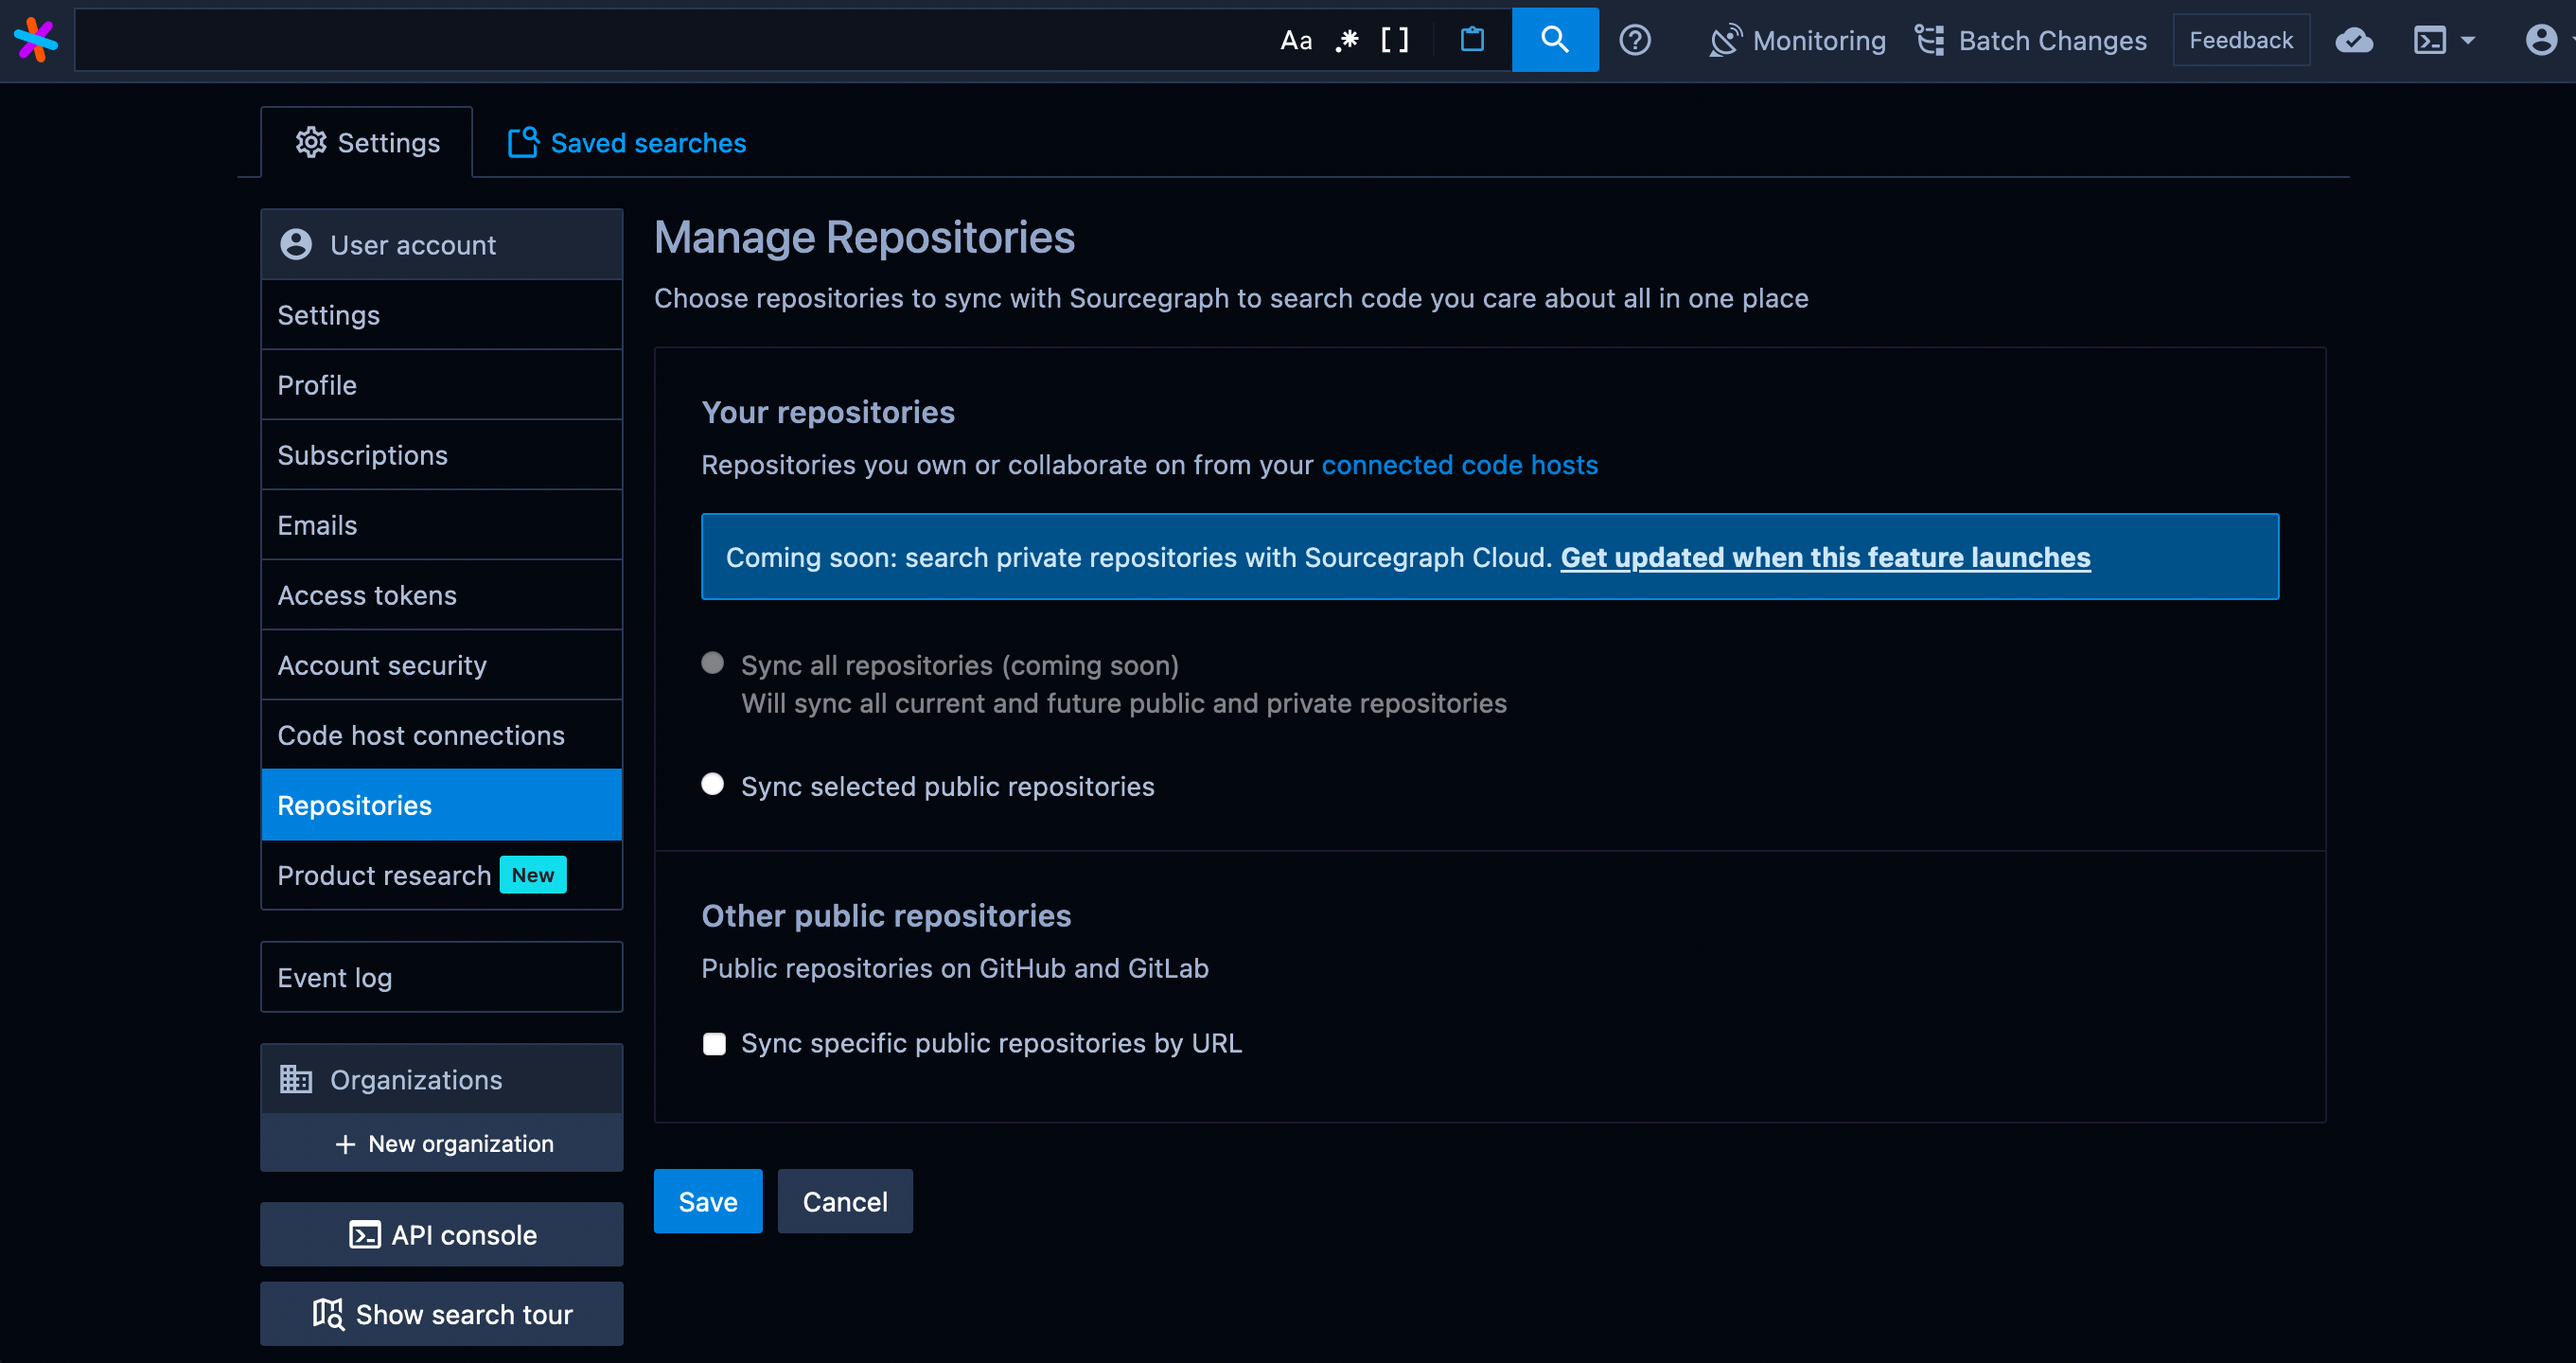 Aa .* [ ]
Monitoring
Batch Changes
Feedback
Settings
Saved searches
User account
Settings
Profile
Subscriptions
Emails
Access tokens
Account security
Code host connections
Repositories
Product research New
Event log
Organizations
+ New organization
API console
Show search tour
Manage Repositories
Choose repositories to sync with Sourcegraph to search code you care about all in one place
Your repositories
Repositories you own or collaborate on from your connected code hosts
Coming soon: search private repositories with Sourcegraph Cloud. Get updated when this feature launches
Sync all repositories (coming soon)
Will sync all current and future public and private repositories
Sync selected public repositories
Other public repositories
Public repositories on GitHub and GitLab
Sync specific public repositories by URL
Save
Cancel